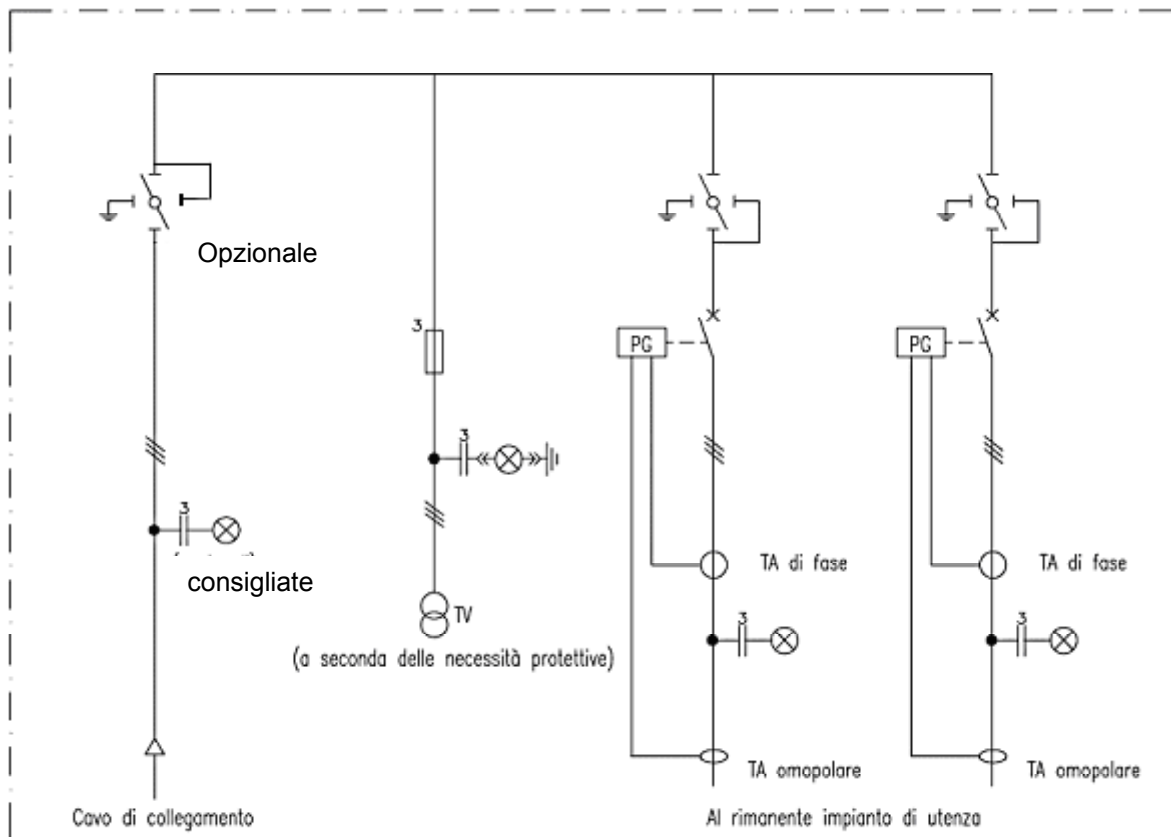 Opzionale
3
PG
PG
3
3
consigliate
TA di fase
TA di fase
TV
3
3
(a seconda delle necessità protettive)
TA omopolare
TA omopolare
Cavo di collegamento
Al rimanente impianto di utenza